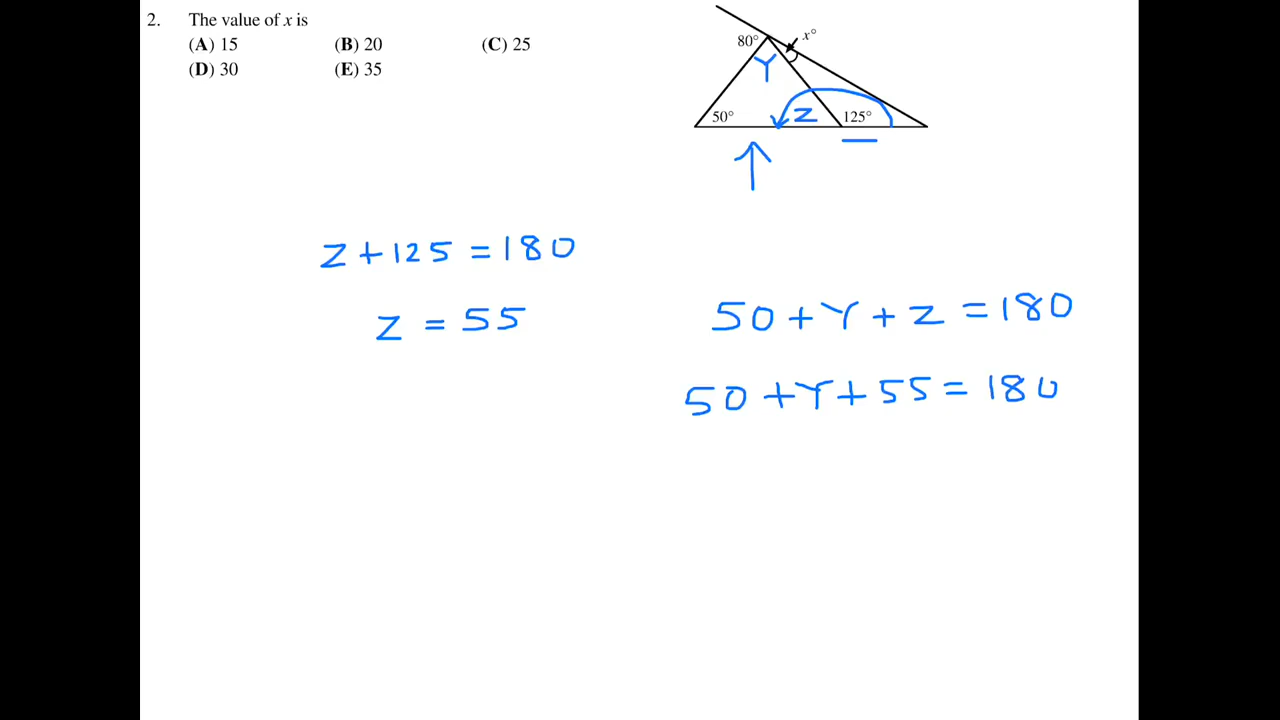 2. The value of x is
(A) 15 (B) 20 (C) 25
(D) 30 (E) 35
80° x°
Y
50° Z 125°
Z + 125 = 180
Z = 55
50 + Y + Z = 180
50 + Y + 55 = 180